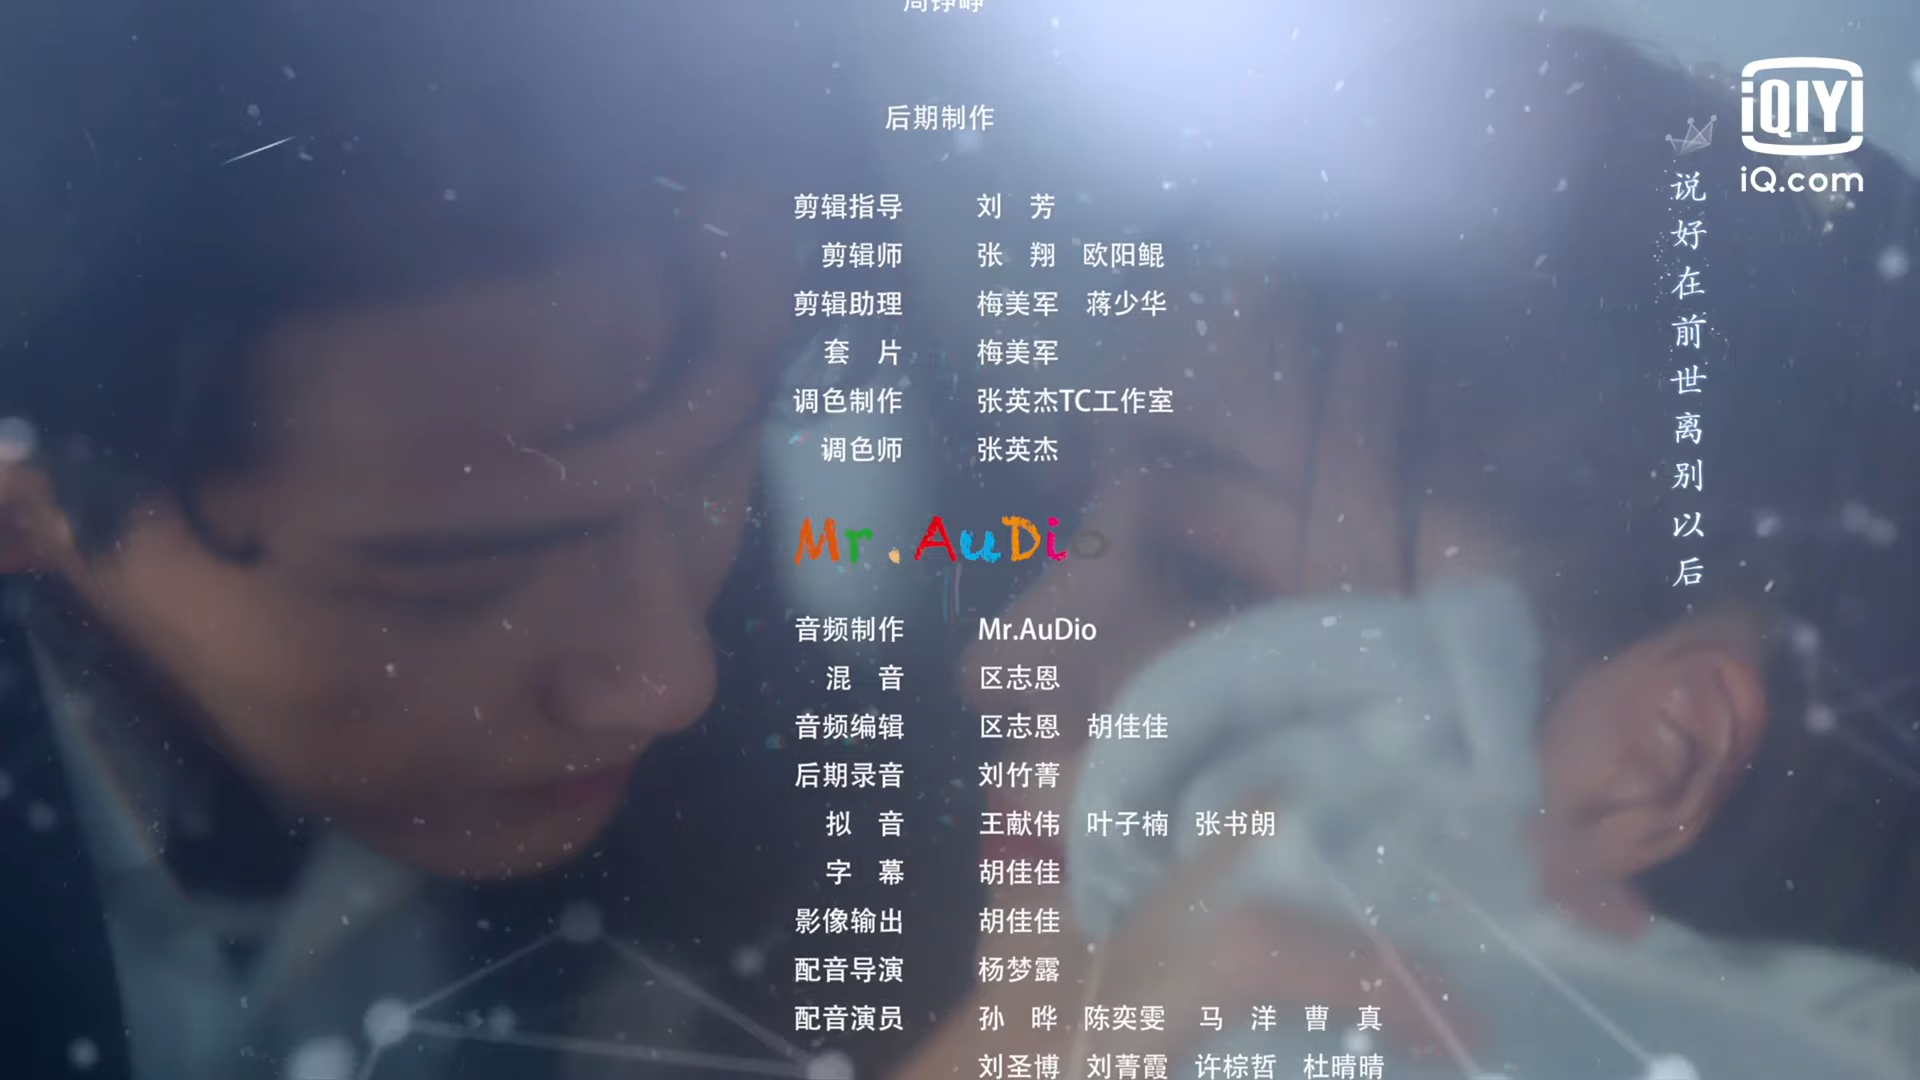 周铮峥
后期制作
剪辑指导 刘 芳
剪辑师 张 翔 欧阳鲲
剪辑助理 梅美军 蒋少华
套 片 梅美军
调色制作 张英杰TC工作室
调色师 张英杰
Mr.AuDio
音频制作 Mr.AuDio
混 音 区志恩
音频编辑 区志恩 胡佳佳
后期录音 刘竹菁
拟 音 王献伟 叶子楠 张书朗
字 幕 胡佳佳
影像输出 胡佳佳
配音导演 杨梦露
配音演员 孙 晔 陈奕雯 马 洋 曹 真
刘圣博 刘菁霞 许棕哲 杜晴晴
说好在前世离别以后
iQIYI
iQ.com